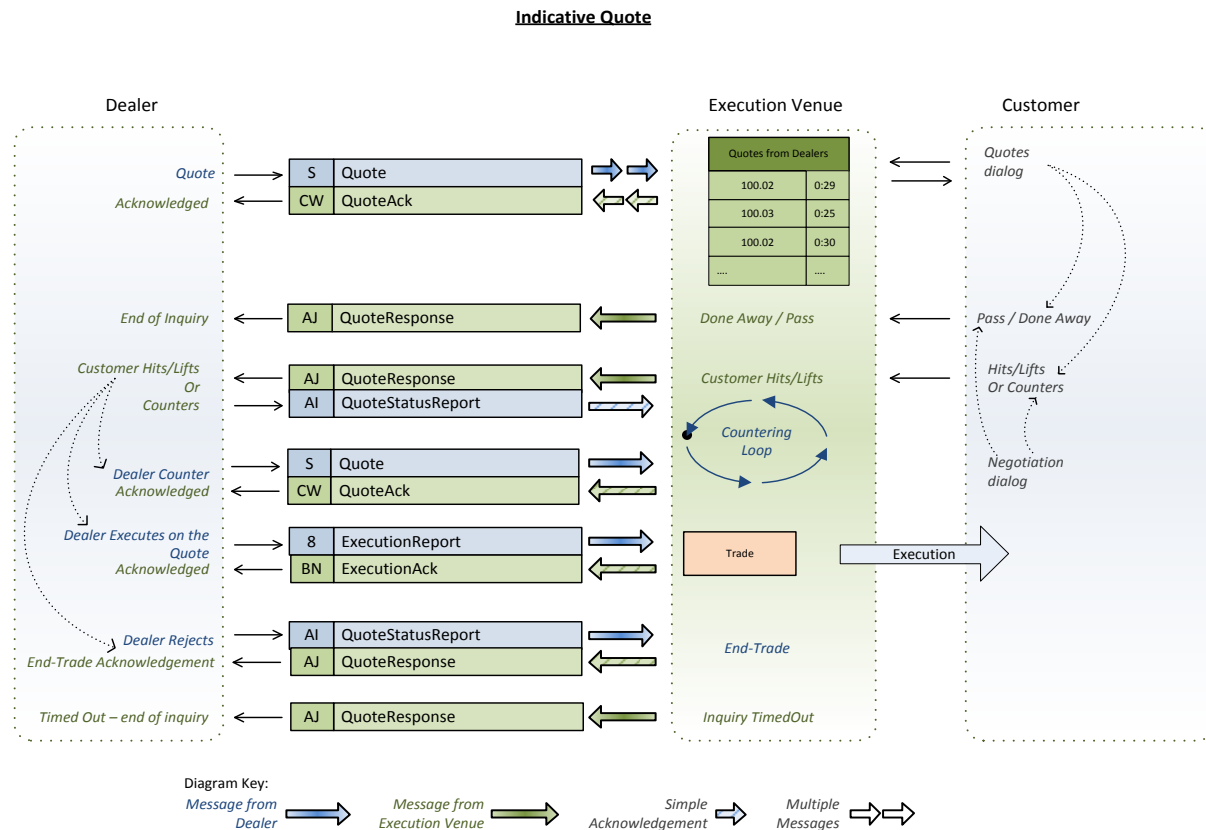 Indicative Quote
Dealer
Execution Venue
Customer
Quote
S Quote
Acknowledged
CW QuoteAck
Quotes from Dealers
100.02 0:29
100.03 0:25
100.02 0:30
.... ....
Quotes
dialog
End of Inquiry
AJ QuoteResponse
Done Away / Pass
Pass / Done Away
Customer Hits/Lifts
Or
Counters
AJ QuoteResponse
AI QuoteStatusReport
Customer Hits/Lifts
Hits/Lifts
Or Counters
Countering
Loop
Dealer Counter
Acknowledged
S Quote
CW QuoteAck
Negotiation
dialog
Dealer Executes on the
Quote
Acknowledged
8 ExecutionReport
BN ExecutionAck
Trade
Execution
Dealer Rejects
End-Trade Acknowledgement
AI QuoteStatusReport
AJ QuoteResponse
End-Trade
Timed Out – end of inquiry
AJ QuoteResponse
Inquiry TimedOut
Diagram Key:
Message from
Dealer
Message from
Execution Venue
Simple
Acknowledgement
Multiple
Messages